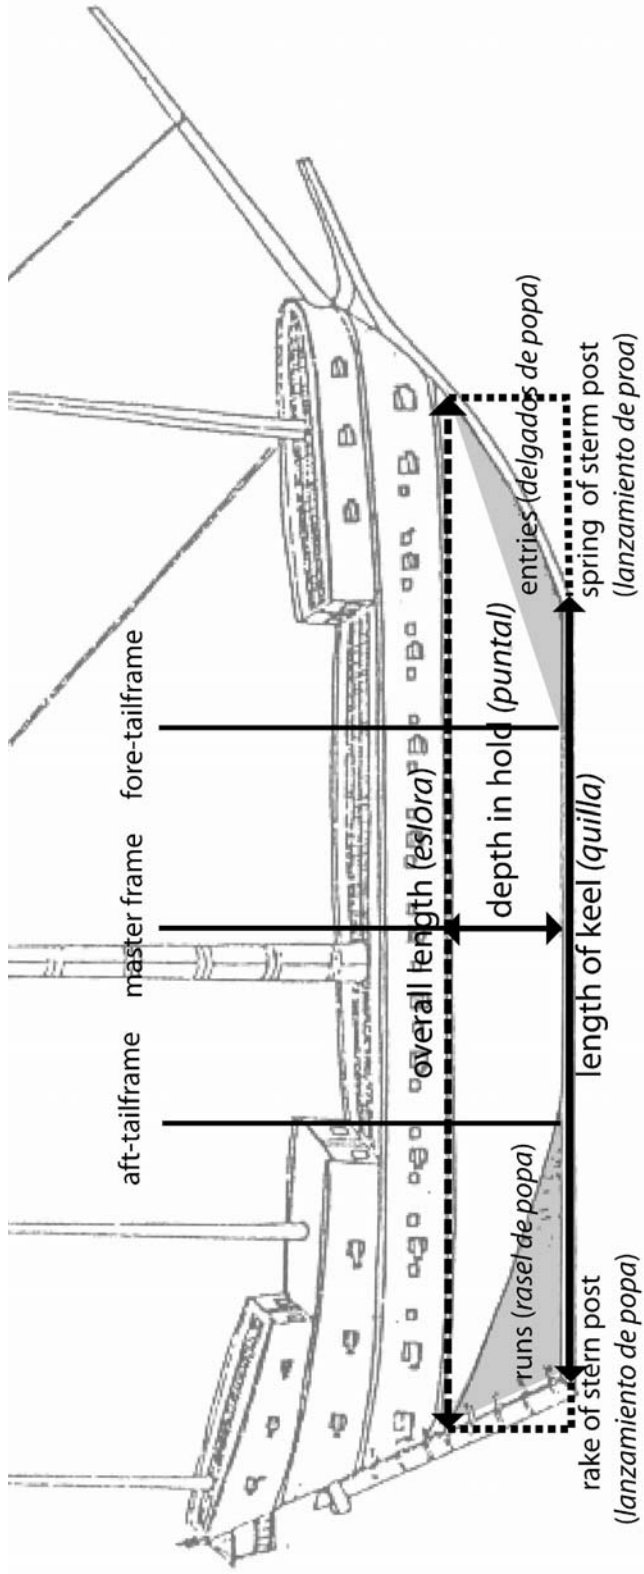 aft-tailframe
master frame
fore-tailframe
overall length (eslora)
depth in hold (puntal)
length of keel (quilla)
runs (rasel de popa)
entries (delgados de popa)
rake of stern post
(lanzamiento de popa)
spring of sterm post
(lanzamiento de proa)